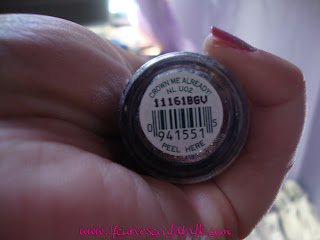 CROWN ME ALREADY
NL U02
11161BGV
0 941551 5
PEEL HERE